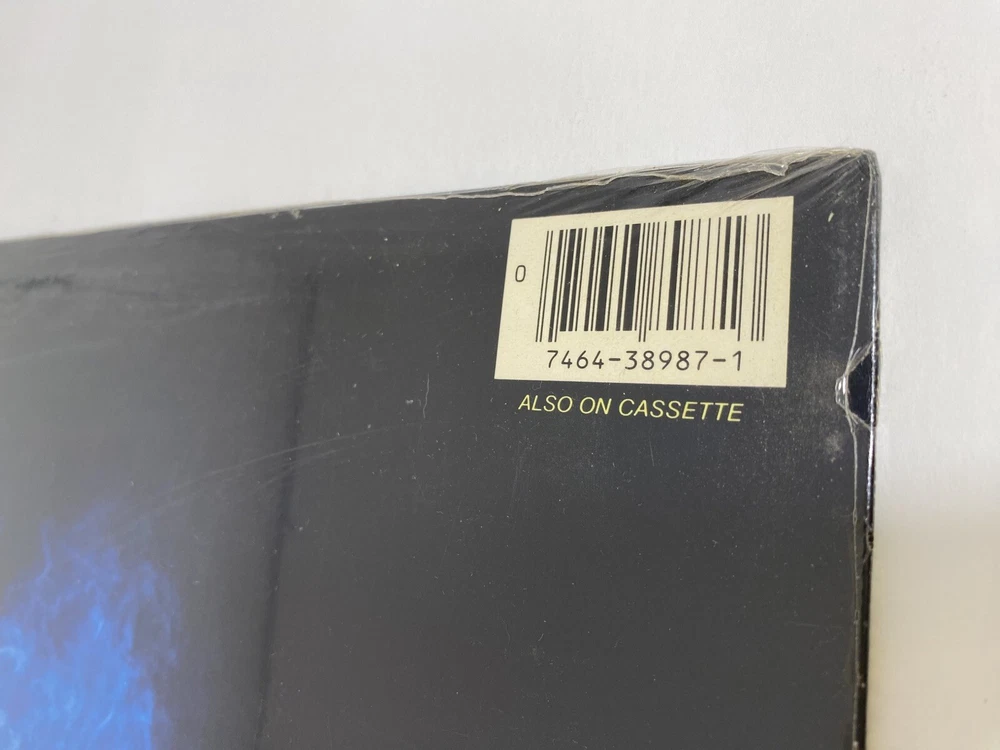 0
7464-38987-1
ALSO ON CASSETTE